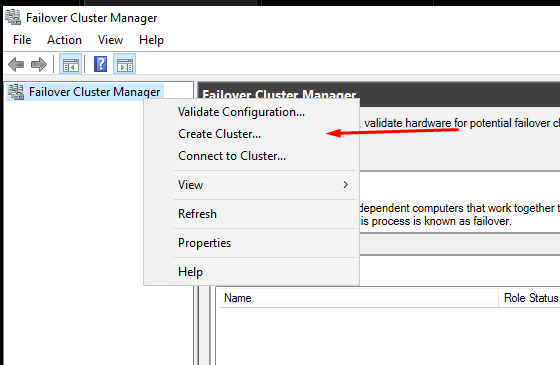 Failover Cluster Manager
File Action View Help
Failover Cluster Manager
Failover Cluster Manager
Validate Configuration...
, validate hardware for potential failover cl
Create Cluster...
Connect to Cluster...
View
dependent computers that work together t
Refresh
is process is known as failover.
Properties
Help
Name Role Status